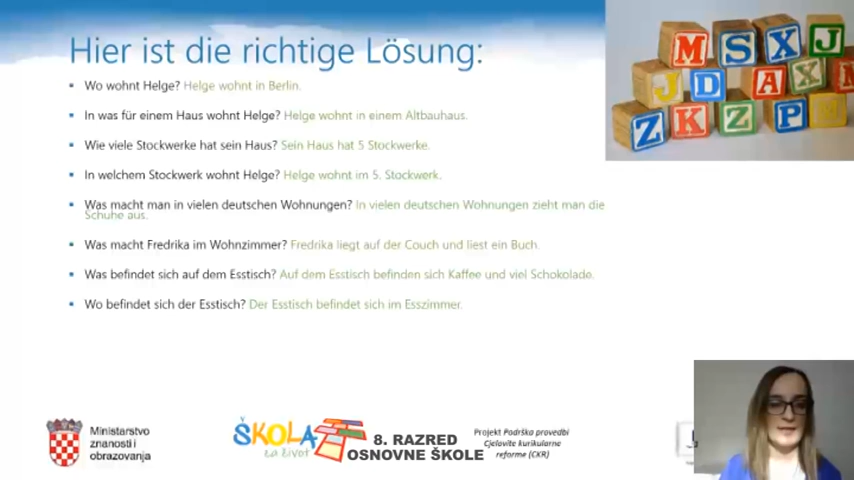 Hier ist die richtige Lösung:
Wo wohnt Helge? Helge wohnt in Berlin.
In was für einem Haus wohnt Helge? Helge wohnt in einem Altbauhaus.
Wie viele Stockwerke hat sein Haus? Sein Haus hat 5 Stockwerke.
In welchem Stockwerk wohnt Helge? Helge wohnt im 5. Stockwerk.
Was macht man in vielen deutschen Wohnungen? In vielen deutschen Wohnungen zieht man die
Schuhe aus.
Was macht Fredrika im Wohnzimmer? Fredrika liegt auf der Couch und liest ein Buch.
Was befindet sich auf dem Esstisch? Auf dem Esstisch befinden sich Kaffee und viel Schokolade.
Wo befindet sich der Esstisch? Der Esstisch befindet sich im Esszimmer.
M S X J
J D A X M
Z K Z P
Ministarstvo
znanosti i
obrazovanja
ŠKOLA
za život
8. RAZRED
OSNOVNE ŠKOLE
Projekt Podrška provedbi
Cjelovite kurikularne
reforme (CKR)